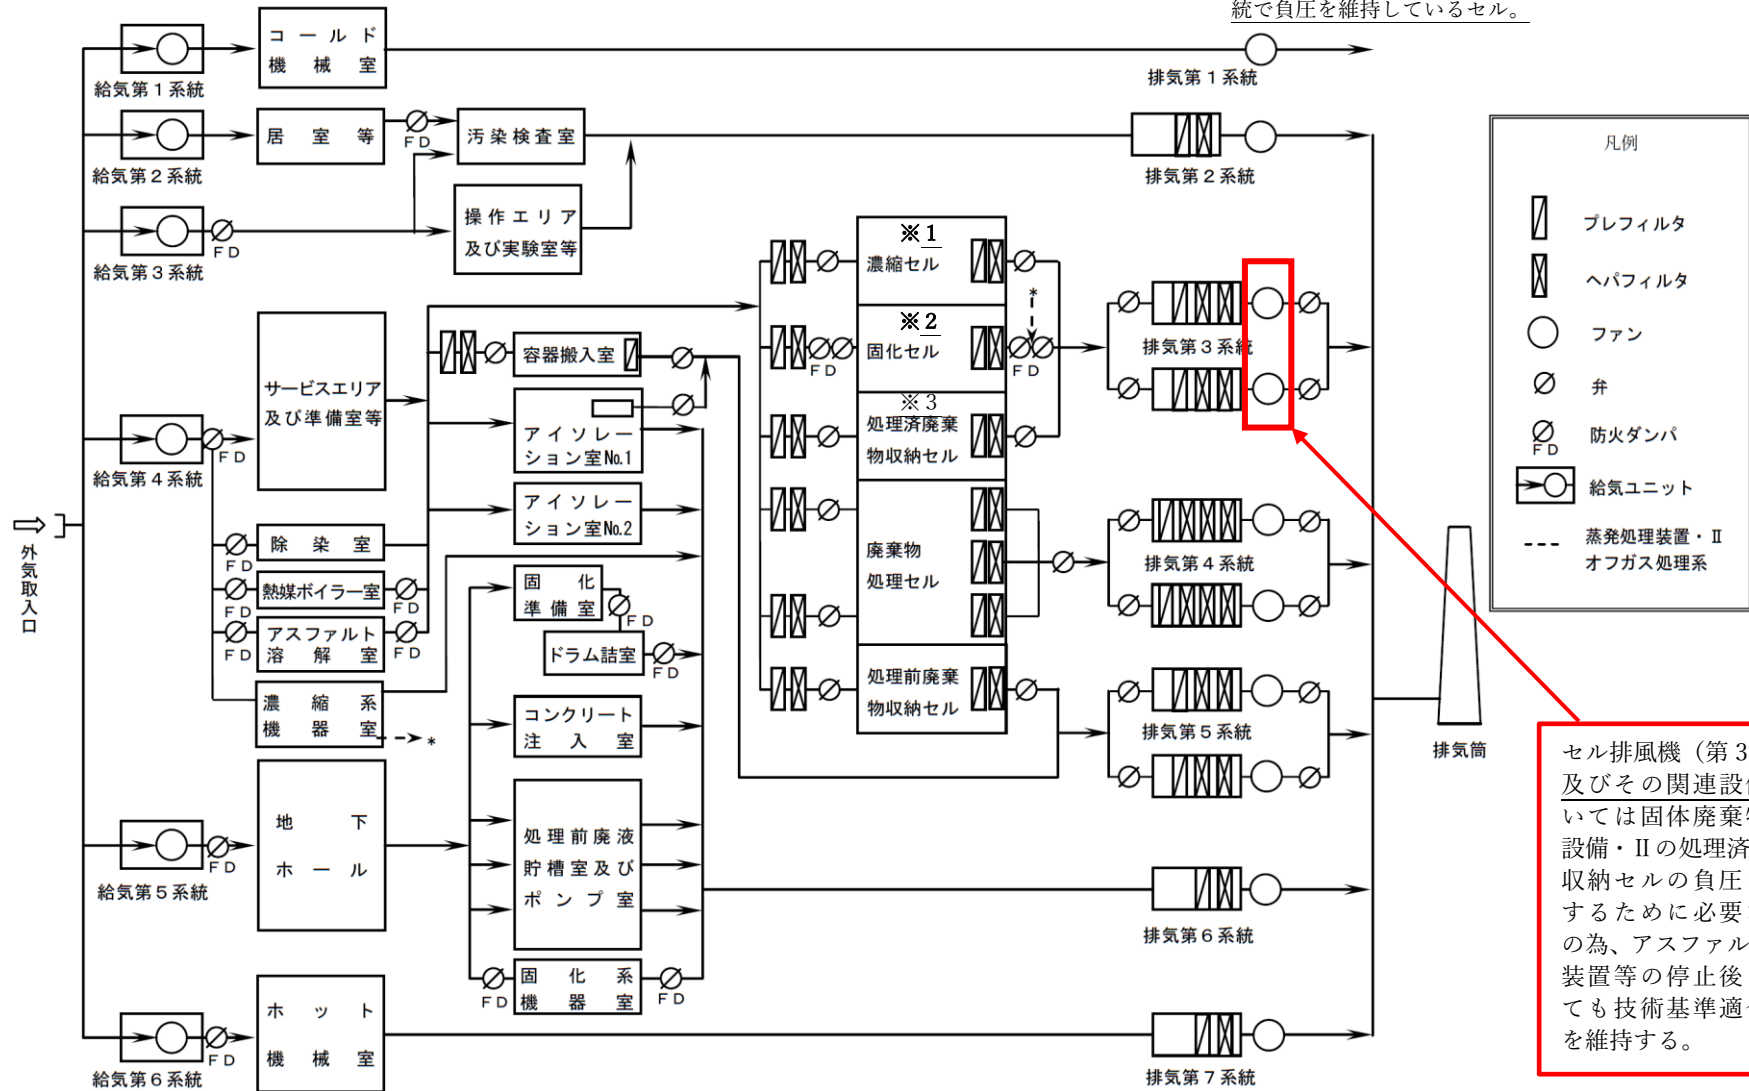 統で負圧を維持しているセル。
コールド
機械室
給気第1系統
排気第1系統
居室等
FD
汚染検査室
給気第2系統
排気第2系統
操作エリア
及び実験室等
FD
給気第3系統
※1
濃縮セル
*
※2
固化セル
FD
FD
排気第3系統
※3
処理済廃棄
物収納セル
サービスエリア
及び準備室等
容器搬入室
アイソレー
ション室No.1
FD
給気第4系統
アイソレー
ション室No.2
廃棄物
処理セル
排気第4系統
外気取入口
除染室
FD
熱媒ボイラー室
FD
FD
アスファルト
溶解室
FD
FD
固化
準備室
FD
ドラム詰室
FD
濃縮系
機器室
*
コンクリート
注入室
処理前廃棄
物収納セル
排気第5系統
排気筒
地下
ホール
FD
給気第5系統
処理前廃液
貯槽室及び
ポンプ室
排気第6系統
固化系
機器室
FD
FD
ホット
機械室
FD
給気第6系統
排気第7系統
凡例
プレフィルタ
ヘパフィルタ
ファン
弁
FD
防火ダンパ
給気ユニット
蒸発処理装置・Ⅱ
オフガス処理系
セル排風機（第3
及びその関連設
いては固体廃棄
設備・Ⅱの処理済
収納セルの負圧
するために必要
の為、アスファル
装置等の停止後
ても技術基準適
を維持する。